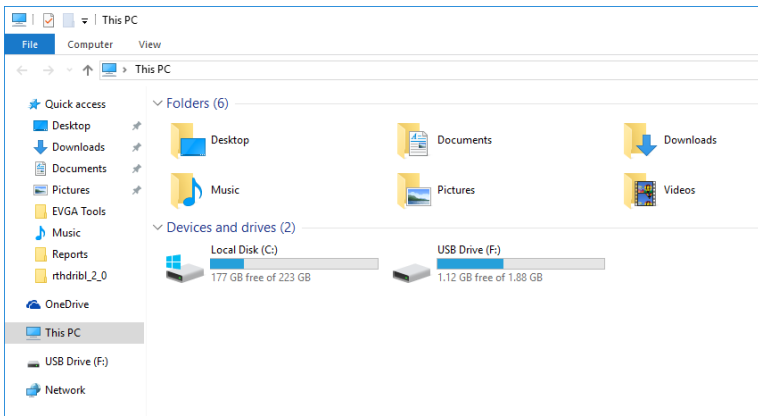 This PC
File Computer View
This PC
Quick access
Desktop
Downloads
Documents
Pictures
EVGA Tools
Music
Reports
rthdribl_2_0
OneDrive
This PC
USB Drive (F:)
Network
Folders (6)
Desktop Documents Downloads
Music Pictures Videos
Devices and drives (2)
Local Disk (C:) USB Drive (F:)
177 GB free of 223 GB 1.12 GB free of 1.88 GB